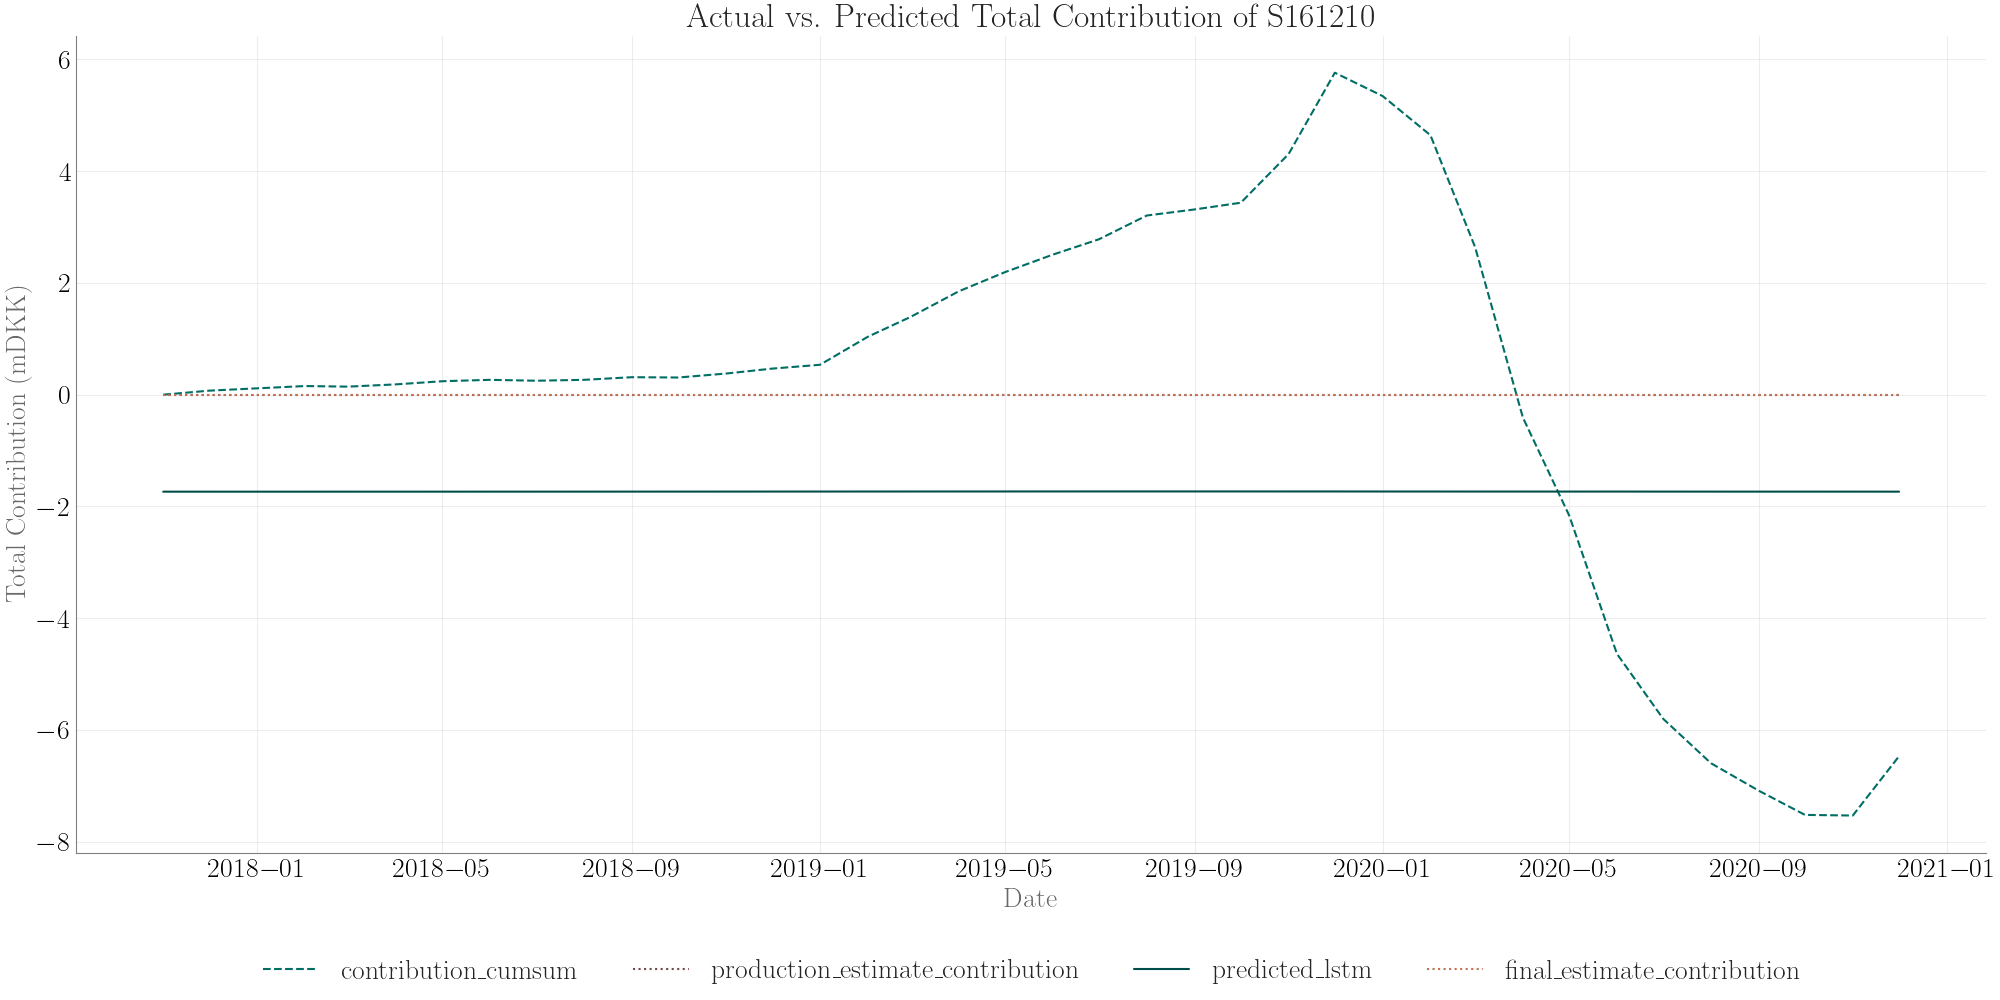 Actual vs. Predicted Total Contribution of S161210
Total Contribution (mDKK)
6
4
2
0
−2
−4
−6
−8
2018−01 2018−05 2018−09 2019−01 2019−05 2019−09 2020−01 2020−05 2020−09 2021−01
Date
contribution_cumsum production_estimate_contribution predicted_lstm final_estimate_contribution